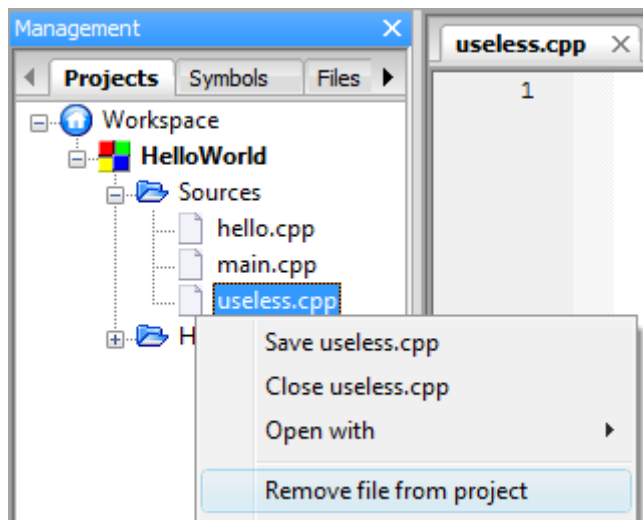 Management
Projects Symbols Files
useless.cpp
1
Workspace
HelloWorld
Sources
hello.cpp
main.cpp
useless.cpp
H
Save useless.cpp
Close useless.cpp
Open with
Remove file from project